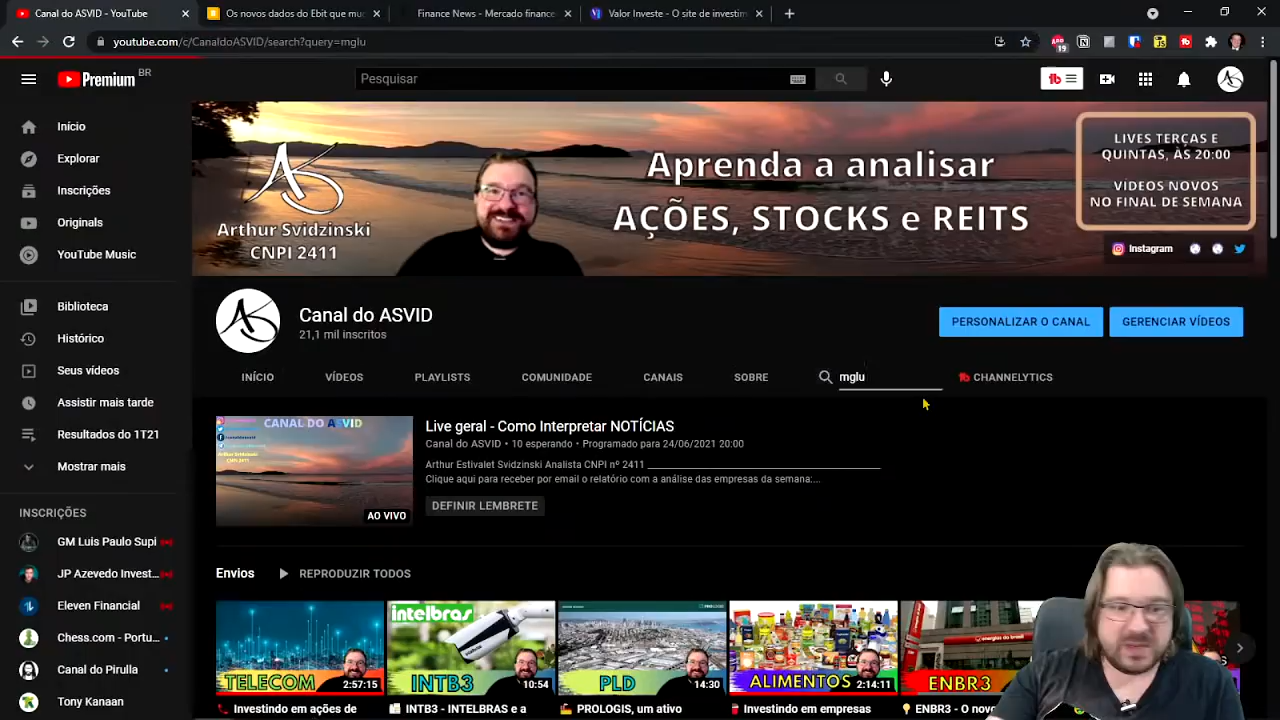 Canal do ASVID - YouTube
Os novos dados do Ebit que mu
Finance News - Mercado finance
Valor Investe - O site de investim
youtube.com/c/CanaldoASVID/search?query=mglu
19
Premium BR
Pesquisar
Início
Explorar
Inscrições
Originals
YouTube Music
Biblioteca
Histórico
Seus vídeos
Assistir mais tarde
Resultados do 1T21
Mostrar mais
INSCRIÇÕES
GM Luis Paulo Supi
JP Azevedo Invest...
Eleven Financial
Chess.com - Portu...
Canal do Pirulla
Tony Kanaan
Arthur Svidzinski
CNPI 2411
Aprenda a analisar
AÇÕES, STOCKS e REITS
LIVES TERÇAS E
QUINTAS, ÀS 20:00
VÍDEOS NOVOS
NO FINAL DE SEMANA
Instagram
Canal do ASVID
21,1 mil inscritos
PERSONALIZAR O CANAL
GERENCIAR VÍDEOS
INÍCIO
VÍDEOS
PLAYLISTS
COMUNIDADE
CANAIS
SOBRE
mglu
CHANNELYTICS
CANAL DO ASVID
AO VIVO
Live geral - Como Interpretar NOTÍCIAS
Canal do ASVID • 10 esperando • Programado para 24/06/2021 20:00
Arthur Estivalet Svidzinski Analista CNPI nº 2411
Clique aqui para receber por email o relatório com a análise das empresas da semana:...
DEFINIR LEMBRETE
Envios
REPRODUZIR TODOS
TELECOM
2:57:15
intelbras
INTB3
10:54
PLD
14:30
ALIMENTOS
2:14:11
energias do brasil
ENBR3
Investindo em ações de
INTB3 - INTELBRAS e a
PROLOGIS, um ativo
Investindo em empresas
ENBR3 - O novo